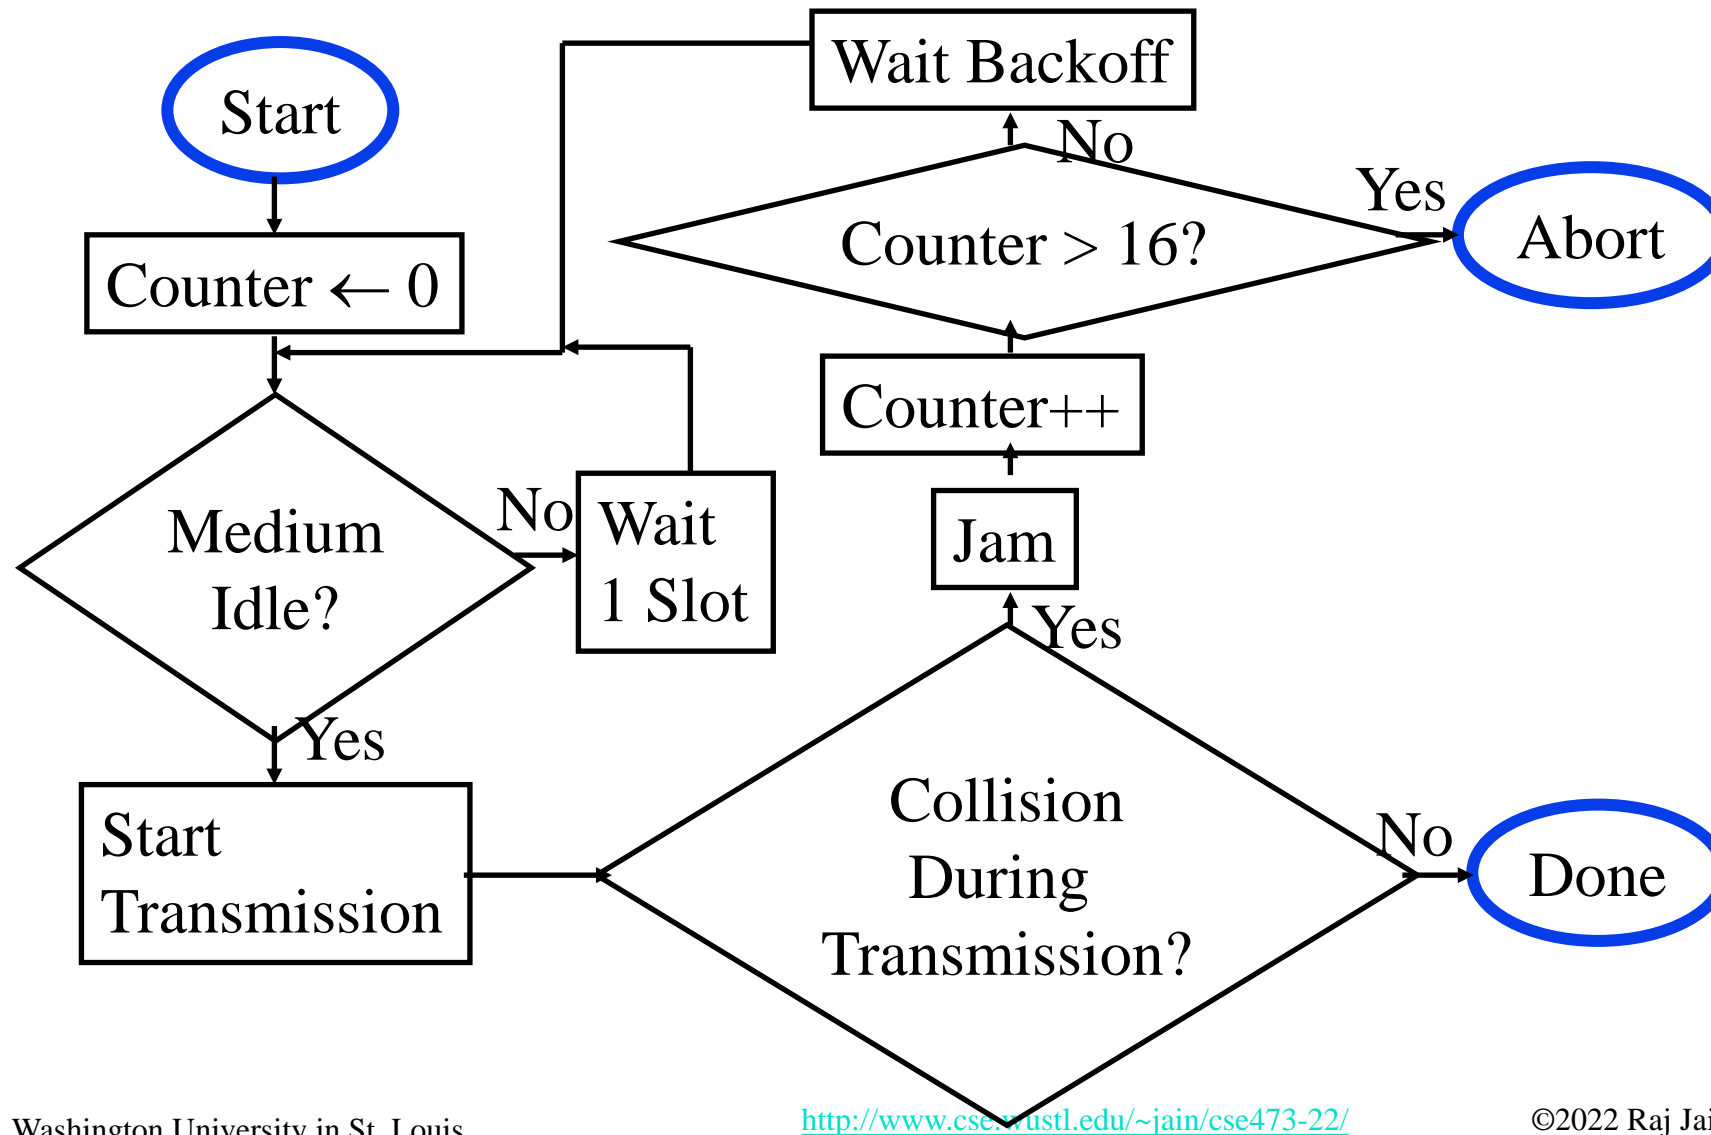 Start
Counter ← 0
Medium
Idle?
No
Wait
1 Slot
Yes
Start
Transmission
Collision
During
Transmission?
No
Done
Yes
Jam
Counter++
Counter > 16?
Yes
Abort
No
Wait Backoff
Washington University in St. Louis
http://www.cse.wustl.edu/~jain/cse473-22/
©2022 Raj Jai